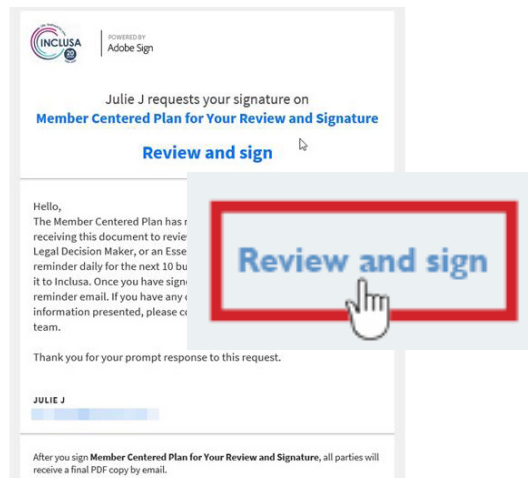 INCLUSA
20
POWERED BY
Adobe Sign
Julie J requests your signature on
Member Centered Plan for Your Review and Signature
Review and sign
Hello,
The Member Centered Plan has
receiving this document to
Legal Decision Maker, or an
reminder daily for the next 10
it to Inclusa. Once you have
reminder email. If you have any
information presented, please
team.
Review and sign
Thank you for your prompt response to this request.
JULIE J
After you sign Member Centered Plan for Your Review and Signature, all parties will
receive a final PDF copy by email.